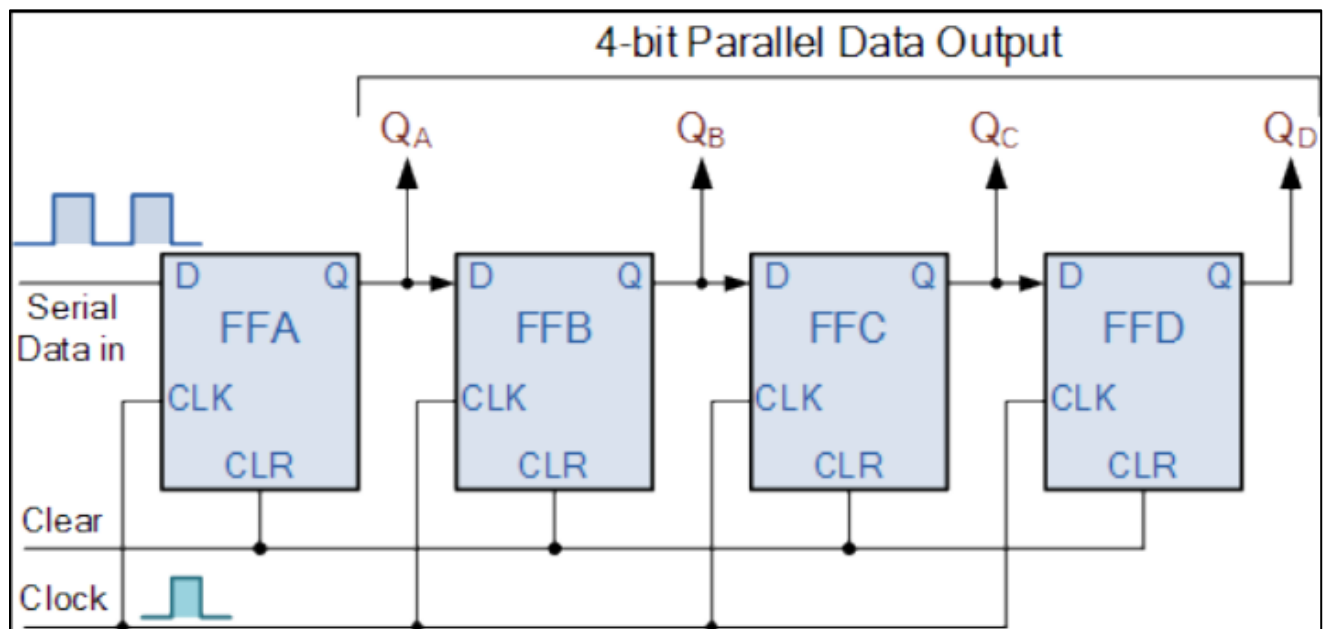 4-bit Parallel Data Output
QA QB QC QD
D Q D Q D Q D Q
Serial
Data in
FFA FFB FFC FFD
CLK CLK CLK CLK
CLR CLR CLR CLR
Clear
Clock